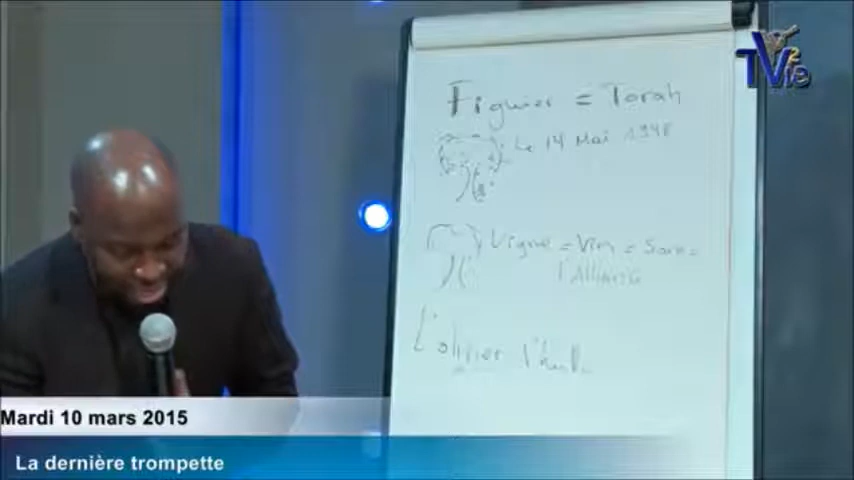 TV2Vie
Figuier = Torah
Le 14 Mai 1948
Vigne = Vin = Sang =
l'Alliance
L'olivier l'huile
Mardi 10 mars 2015
La dernière trompette